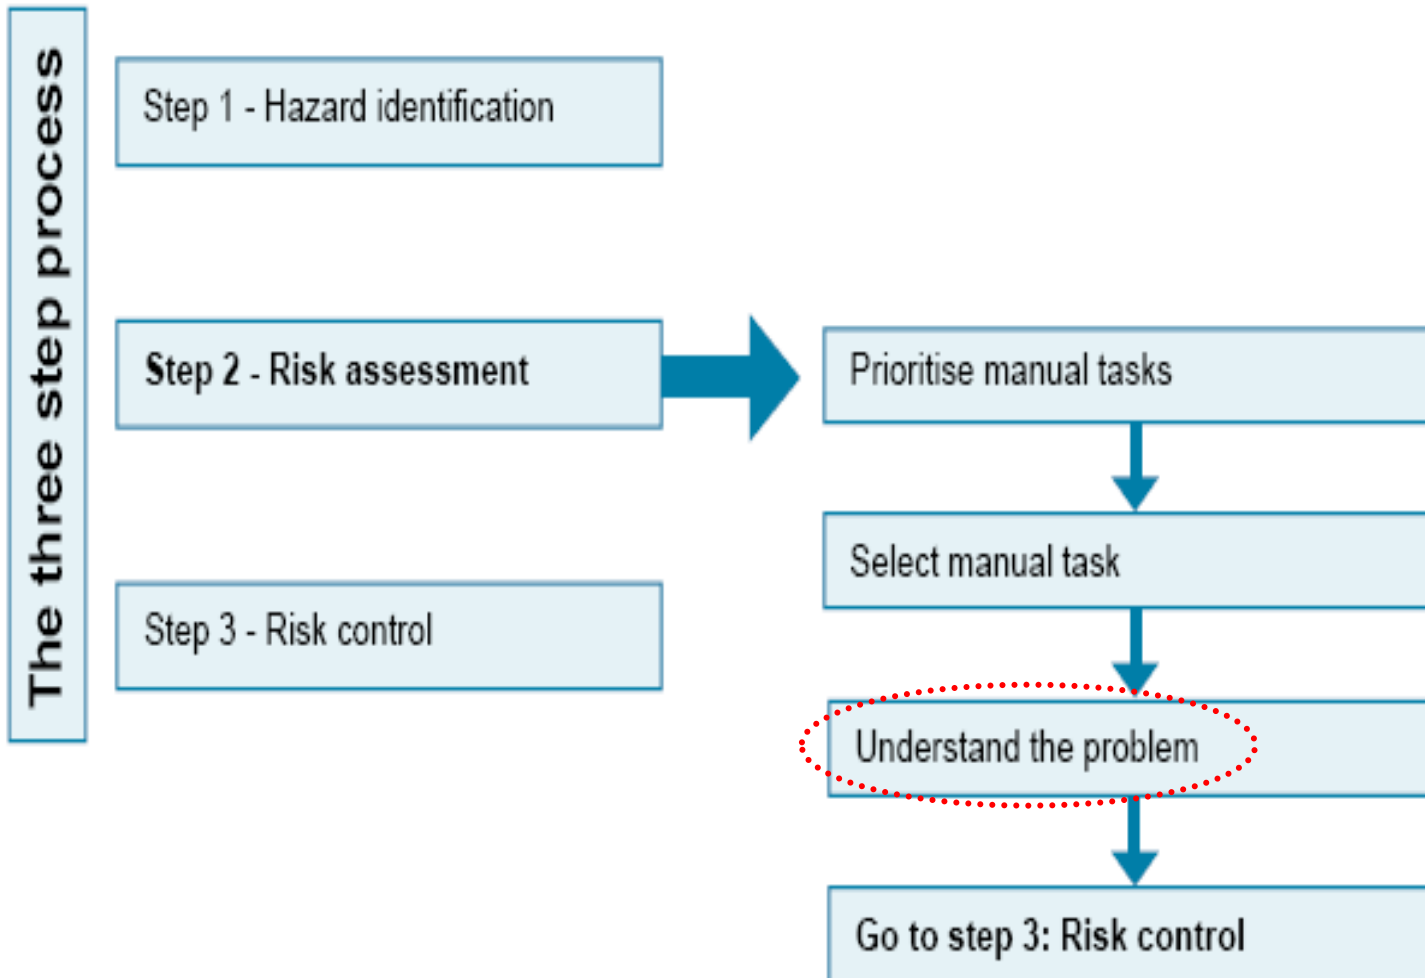 The three step process
Step 1 - Hazard identification
Step 2 - Risk assessment
Step 3 - Risk control
Prioritise manual tasks
Select manual task
Understand the problem
Go to step 3: Risk control